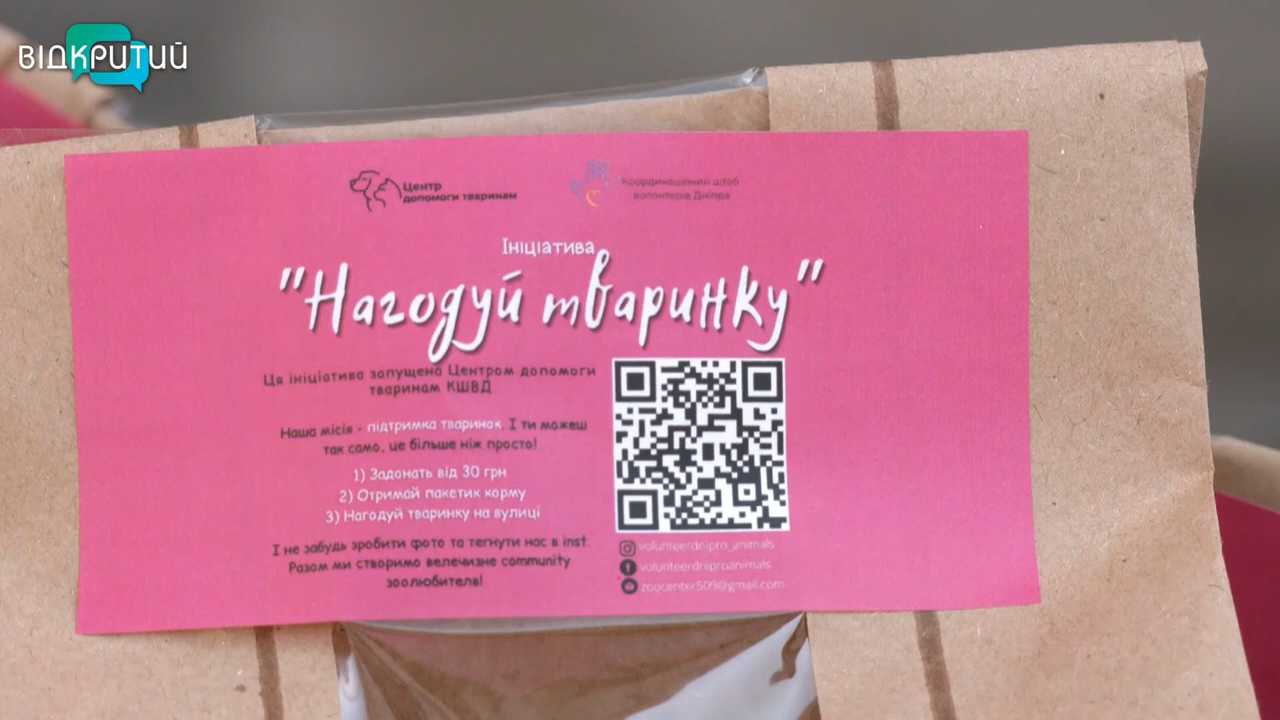 ВІДКРИТИЙ
Центр
допомоги тваринам
Координаційний штаб
волонтерів Дніпра
Ініціатива
"Нагодуй тваринку"
Ця ініціатива запущена Центром допомоги
тваринам КШВД
Наша місія - підтримка тваринок. І ти можеш
так само, це більше ніж просто!
1) Задонать від 30 грн
2) Отримай пакетик корму
3) Нагодуй тваринку на вулиці
І не забудь зробити фото та тегнути нас в inst.
Разом ми створимо велечизне community
зоолюбителів!
volunteerdnipro_animals
volunteerdniproanimals
zoocenter509@gmail.com